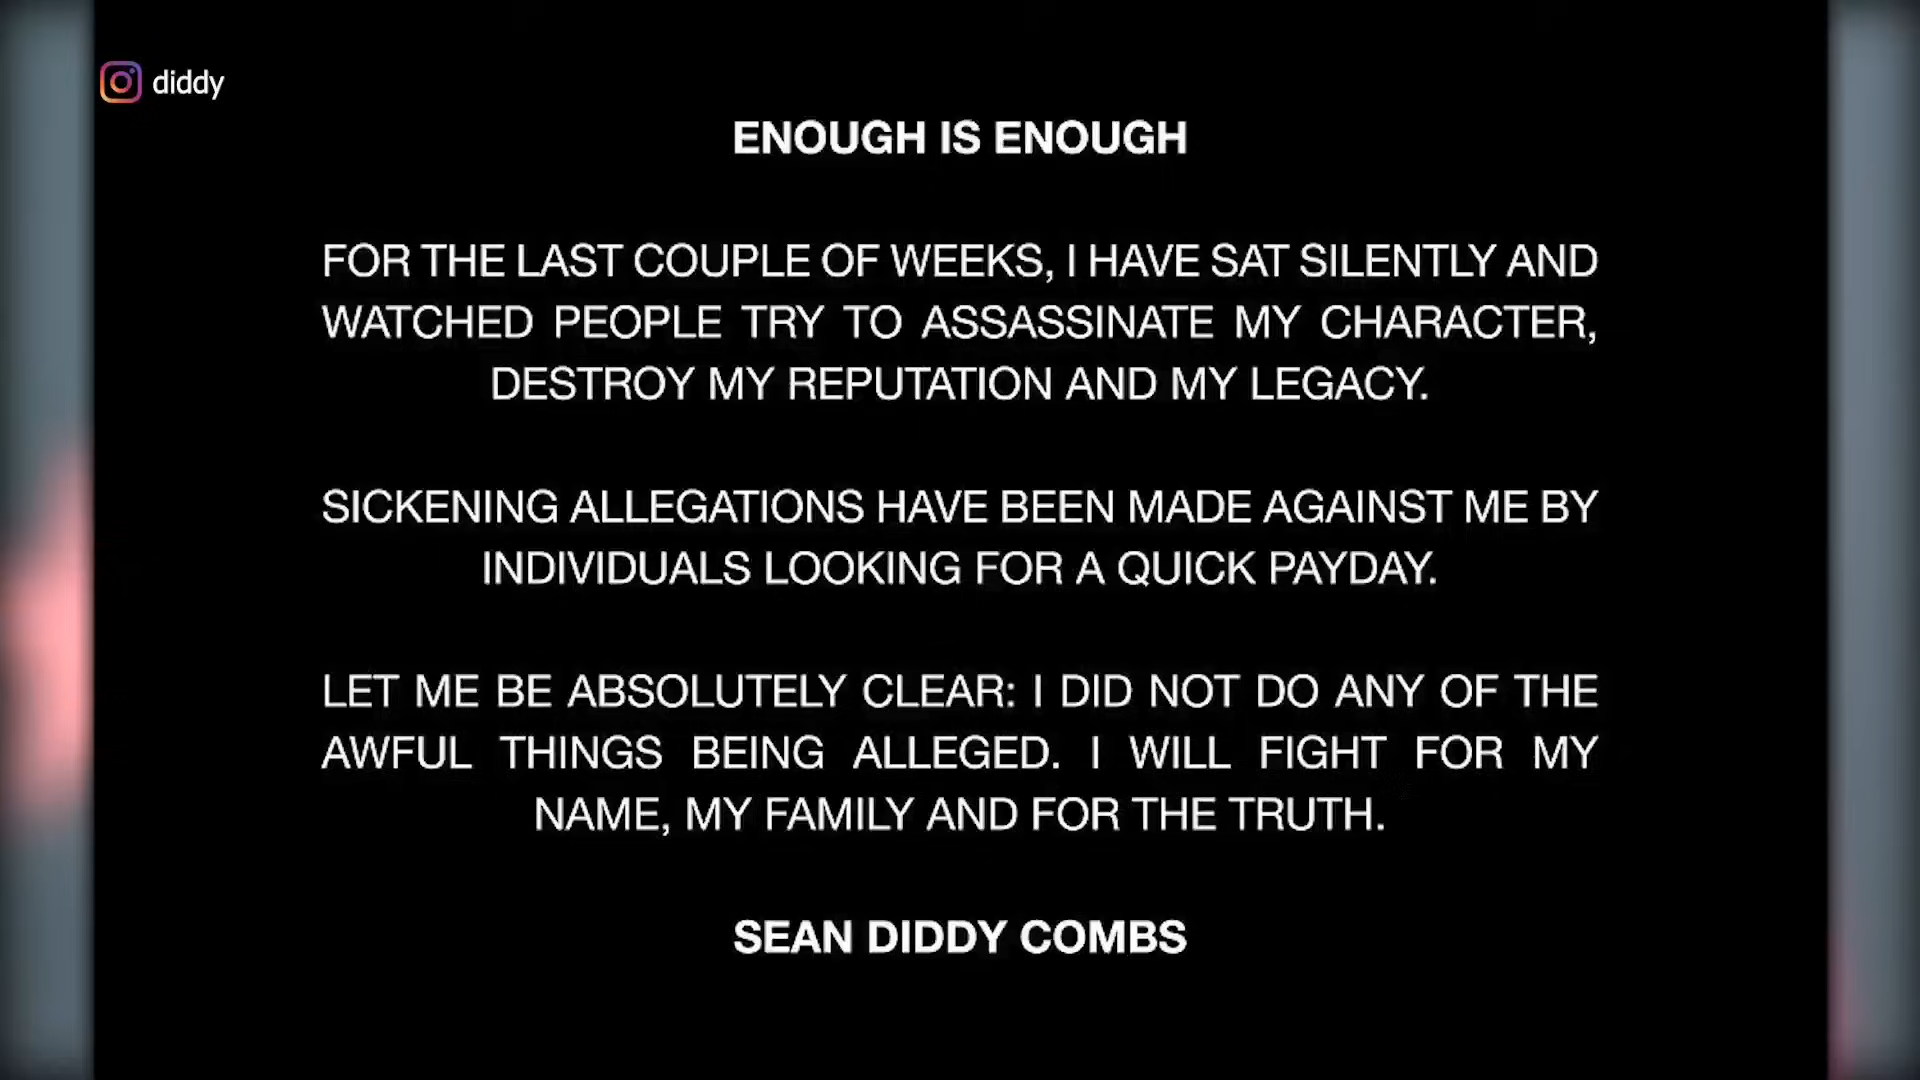 diddy
ENOUGH IS ENOUGH
FOR THE LAST COUPLE OF WEEKS, I HAVE SAT SILENTLY AND
WATCHED PEOPLE TRY TO ASSASSINATE MY CHARACTER,
DESTROY MY REPUTATION AND MY LEGACY.
SICKENING ALLEGATIONS HAVE BEEN MADE AGAINST ME BY
INDIVIDUALS LOOKING FOR A QUICK PAYDAY.
LET ME BE ABSOLUTELY CLEAR: I DID NOT DO ANY OF THE
AWFUL THINGS BEING ALLEGED. I WILL FIGHT FOR MY
NAME, MY FAMILY AND FOR THE TRUTH.
SEAN DIDDY COMBS